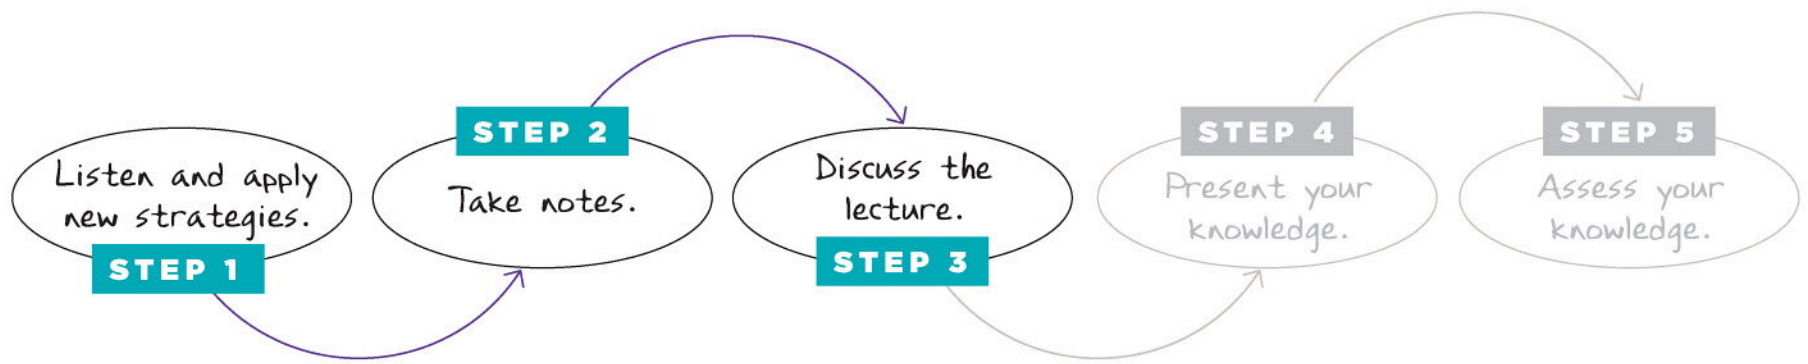 Listen and apply
new strategies.
STEP 1
STEP 2
Take notes.
Discuss the
lecture.
STEP 3
STEP 4
Present your
knowledge.
STEP 5
Assess your
knowledge.